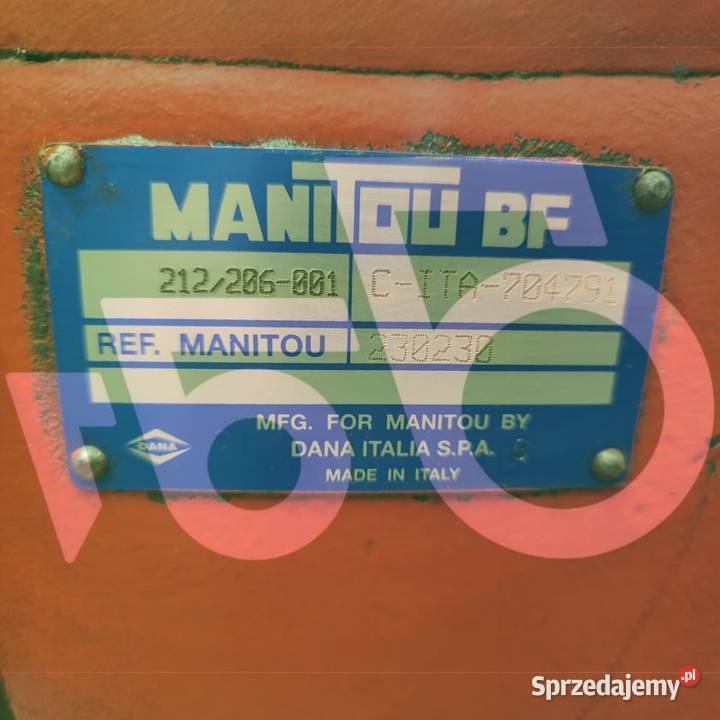 MANITOU BF
212/206-001 C-ITA-704791
REF. MANITOU 230230
MFG. FOR MANITOU BY
DANA DANA ITALIA S.P.A. G
MADE IN ITALY
Sprzedajemy.pl